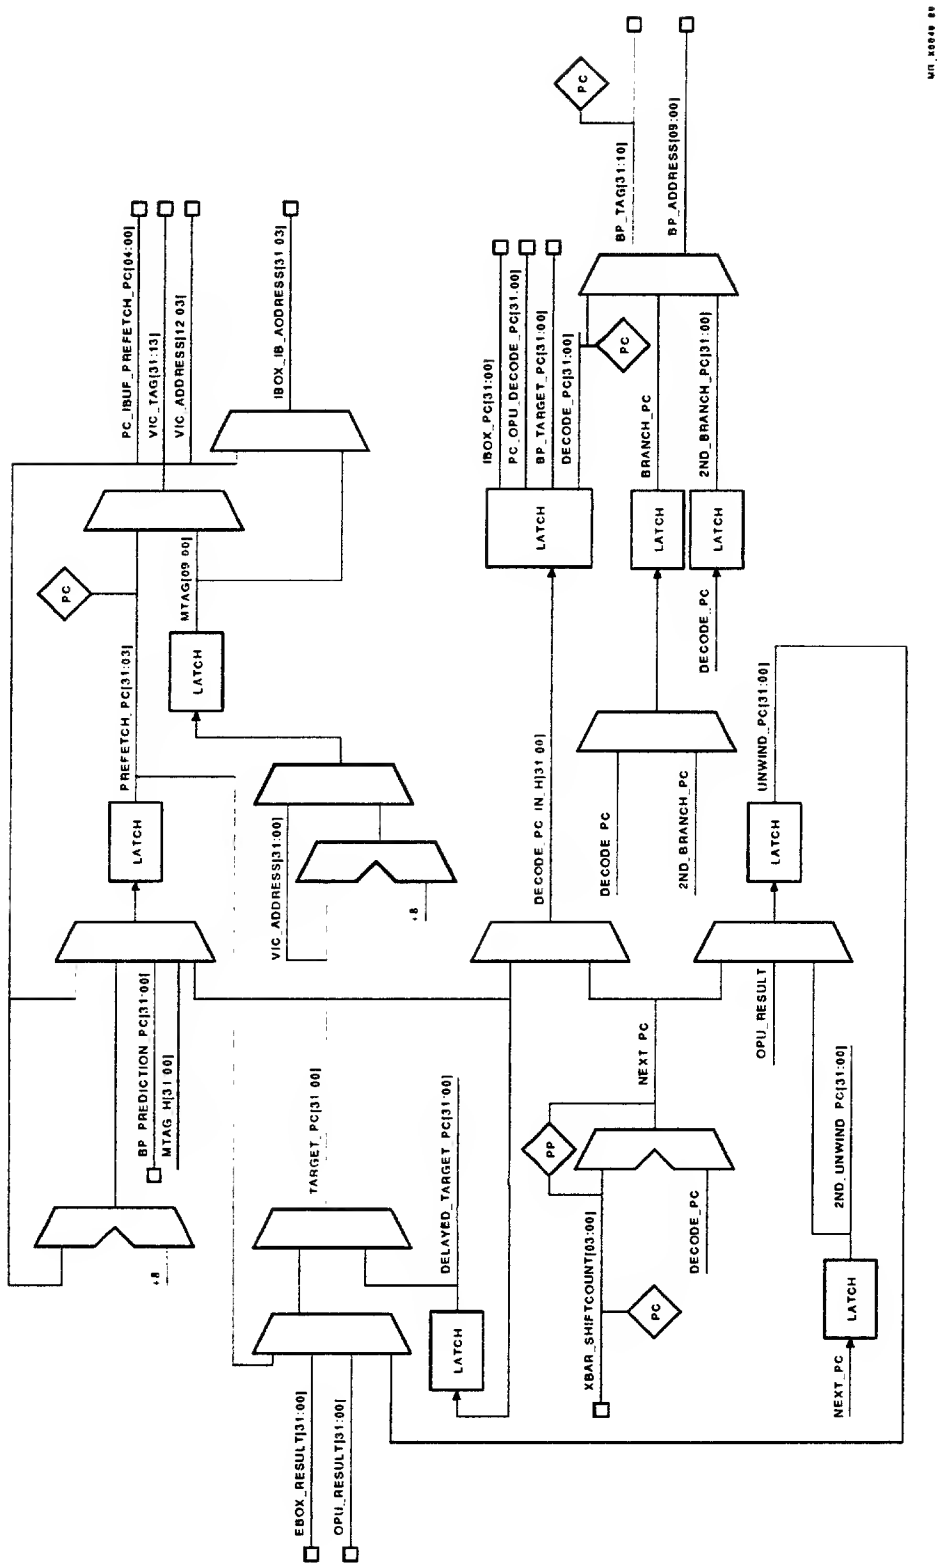 PC_IBUF_PREFETCH_PC[04:00]
VIC_TAG[31:13]
VIC_ADDRESS[12 03]
IBOX_IB_ADDRESS[31 03]
PC
PREFETCH_PC[31:03]
LATCH
MTAG[09 00]
LATCH
BP_PREDICTION_PC[31:00]
MTAG_H[31 00]
+8
VIC_ADDRESS[31:00]
+8
TARGET_PC[31 00]
DELAYED_TARGET_PC[31:00]
LATCH
EBOX_RESULT[31:00]
OPU_RESULT[31:00]
IBOX_PC[31:00]
PC_OPU_DECODE_PC[31.00]
BP_TARGET_PC[31:00]
DECODE_PC[31:00]
LATCH
PC
PC
BP_TAG[31:10]
BP_ADDRESS[09:00]
DECODE_PC_IN_H[31 00]
BRANCH_PC
LATCH
2ND_BRANCH_PC[31:00]
LATCH
DECODE_PC
DECODE PC
2ND_BRANCH_PC
NEXT PC
PP
XBAR_SHIFTCOUNT[03:00]
PC
DECODE_PC
UNWIND_PC[31:00]
LATCH
OPU_RESULT
2ND_UNWIND_PC[31:00]
LATCH
NEXT_PC